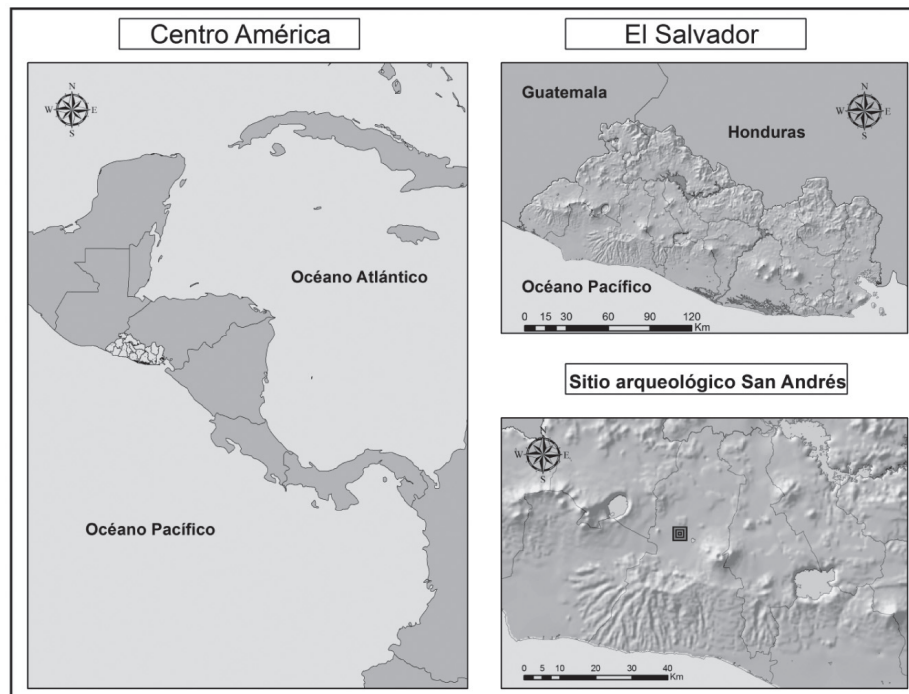 Centro América
N
W E
S
Océano Atlántico
Océano Pacífico
El Salvador
Guatemala
N
W E
S
Honduras
Océano Pacífico
0 15 30 60 90 120
Km
Sitio arqueológico San Andrés
N
W E
S
0 5 10 20 30 40
Km